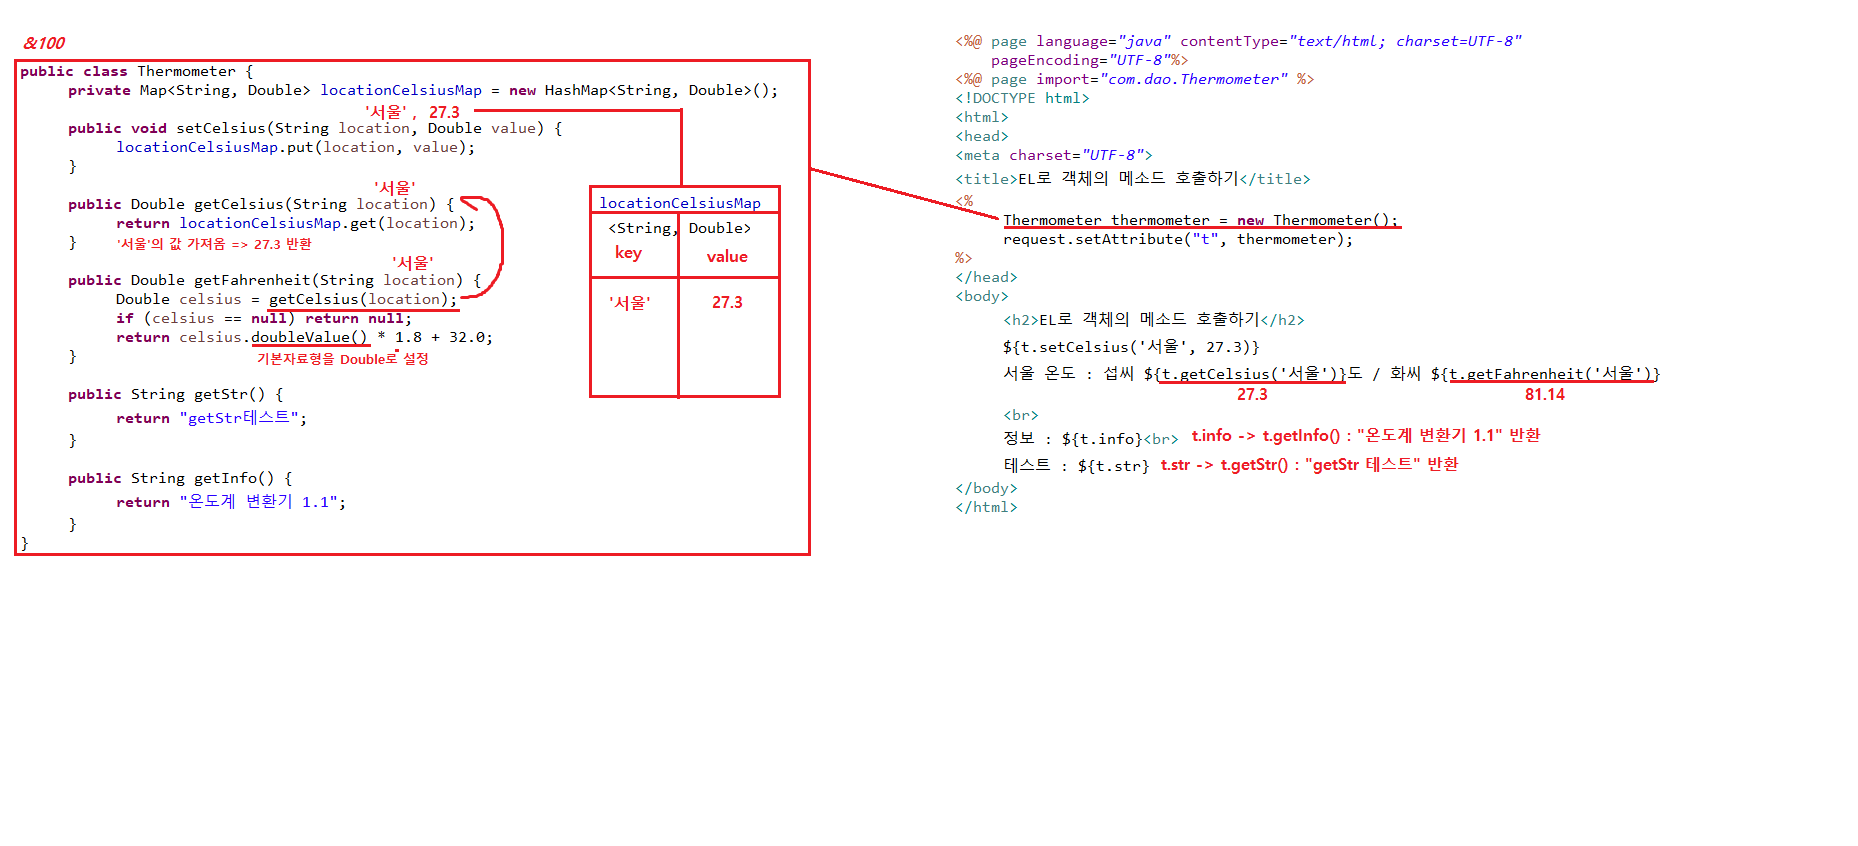 &100
public class Thermometer {
private Map<String, Double> locationCelsiusMap = new HashMap<String, Double>();
'서울', 27.3
public void setCelsius(String location, Double value) {
locationCelsiusMap.put(location, value);
}
'서울'
public Double getCelsius(String location) {
return locationCelsiusMap.get(location);
} '서울'의 값 가져옴 => 27.3 반환
'서울'
public Double getFahrenheit(String location) {
Double celsius = getCelsius(location);
if (celsius == null) return null;
return celsius.doubleValue() * 1.8 + 32.0;
} 기본자료형을 Double로 설정
public String getStr() {
return "getStr테스트";
}
public String getInfo() {
return "온도계 변환기 1.1";
}
}
locationCelsiusMap
<String, Double>
key value
'서울' 27.3
<%@ page language="java" contentType="text/html; charset=UTF-8"
pageEncoding="UTF-8"%>
<%@ page import="com.dao.Thermometer" %>
<!DOCTYPE html>
<html>
<head>
<meta charset="UTF-8">
<title>EL로 객체의 메소드 호출하기</title>
<%
Thermometer thermometer = new Thermometer();
request.setAttribute("t", thermometer);
%>
</head>
<body>
<h2>EL로 객체의 메소드 호출하기</h2>
${t.setCelsius('서울', 27.3)}
서울 온도 : 섭씨 ${t.getCelsius('서울')}도 / 화씨 ${t.getFahrenheit('서울')}
27.3 81.14
<br>
정보 : ${t.info}<br> t.info -> t.getInfo() : "온도계 변환기 1.1" 반환
테스트 : ${t.str} t.str -> t.getStr() : "getStr 테스트" 반환
</body>
</html>